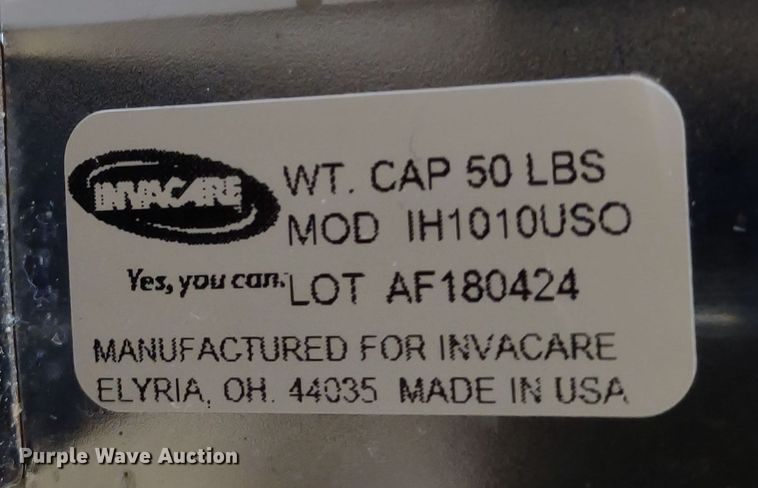 INVACARE
Yes, you can.
WT. CAP 50 LBS
MOD IH1010USO
LOT AF180424
MANUFACTURED FOR INVACARE
ELYRIA, OH. 44035 MADE IN USA
Purple Wave Auction